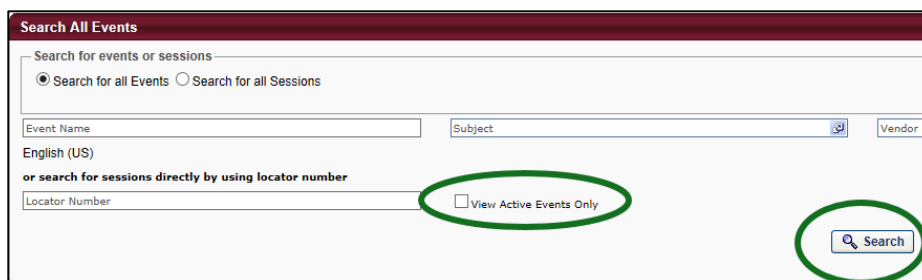 Search All Events
Search for events or sessions
Search for all Events Search for all Sessions
Event Name Subject Vendor
English (US)
or search for sessions directly by using locator number
Locator Number View Active Events Only
Search